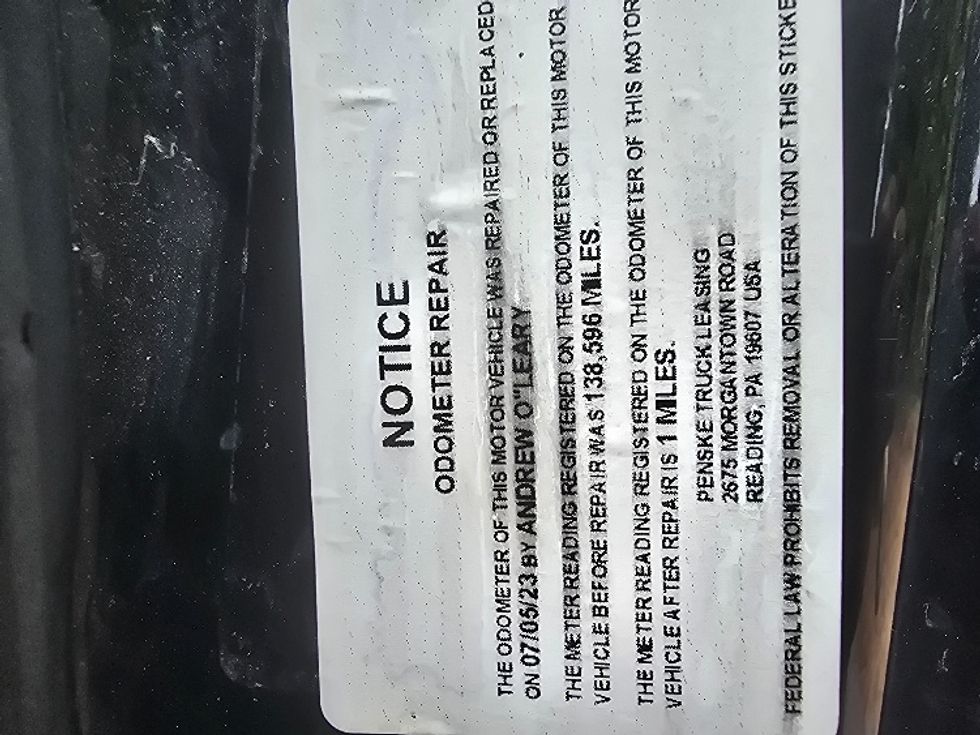 NOTICE
ODOMETER REPAIR
THE ODOMETER OF THIS MOTOR VEHICLE WAS REPAIRED OR REPLACED
ON 07/05/23 BY ANDREW O"LEARY
THE METER READING REGISTERED ON THE ODOMETER OF THIS MOTOR
VEHICLE BEFORE REPAIR WAS 138,596 MILES.
THE METER READING REGISTERED ON THE ODOMETER OF THIS MOTOR
VEHICLE AFTER REPAIR IS 1 MILES.
PENSKE TRUCK LEASING
2675 MORGANTOWN ROAD
READING, PA 19607 USA
FEDERAL LAW PROHIBITS REMOVAL OR ALTERATION OF THIS STICKE